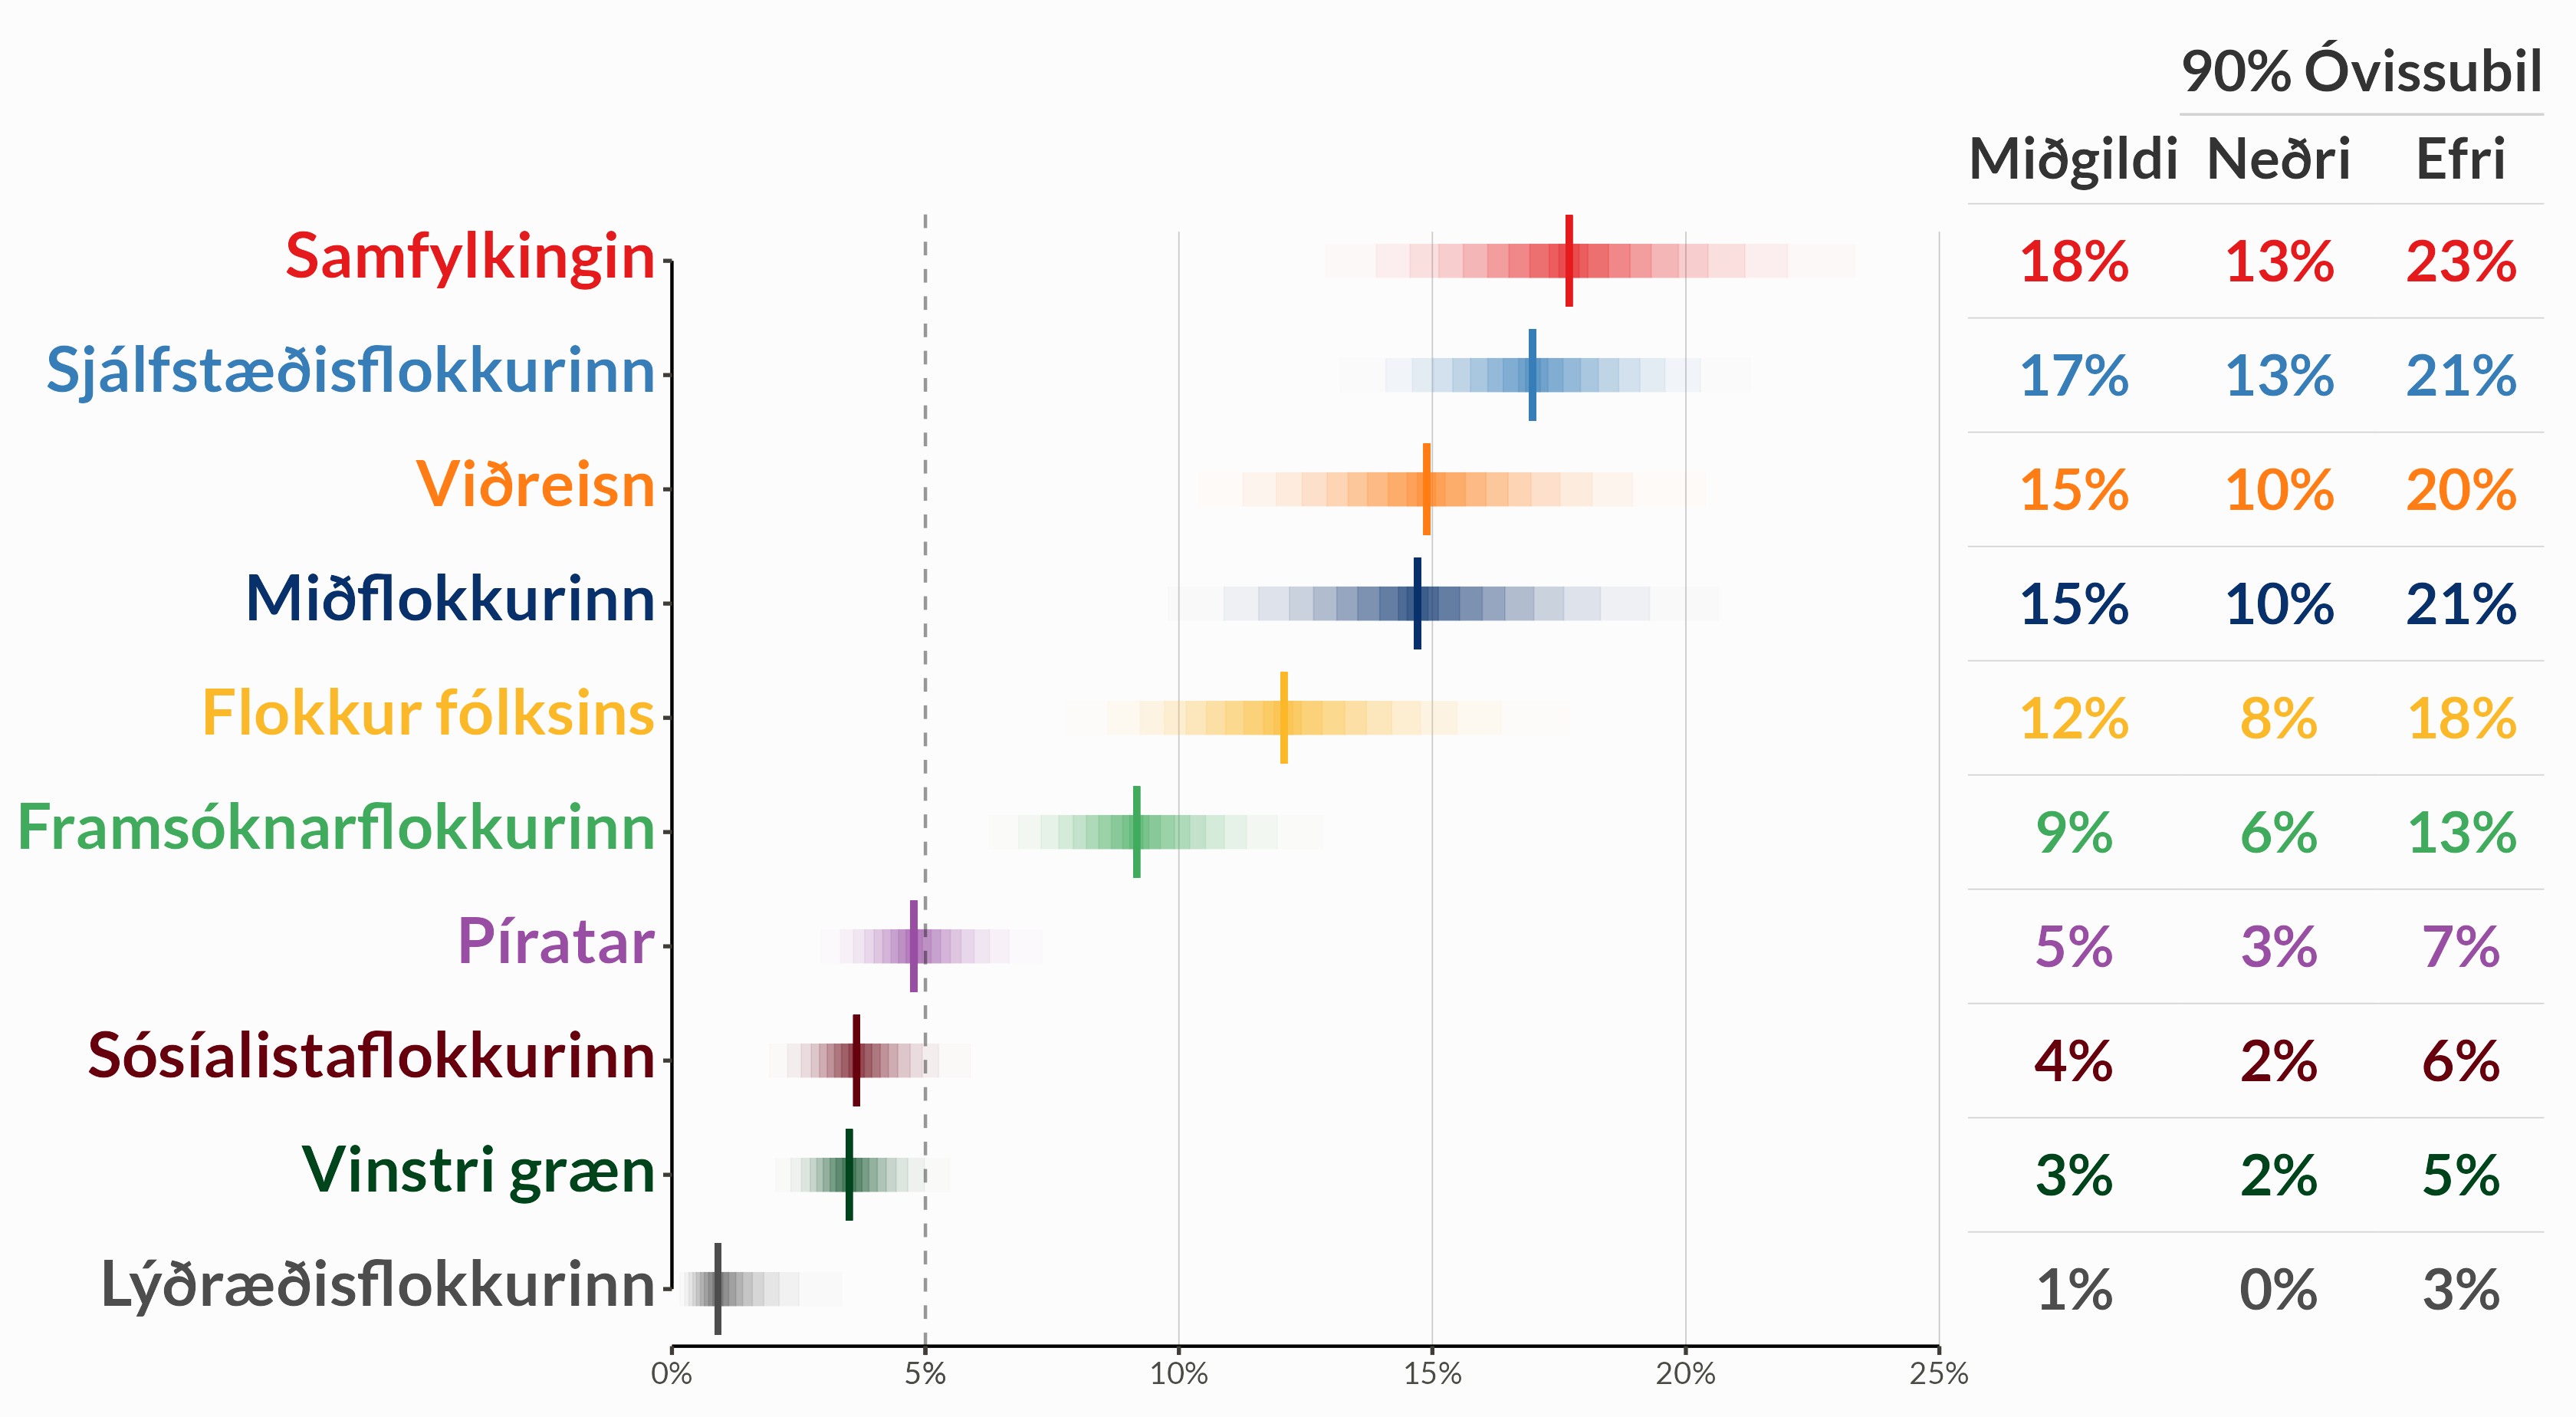 90% Óvissubil
Miðgildi Neðri Efri
Samfylkingin 18% 13% 23%
Sjálfstæðisflokkurinn 17% 13% 21%
Viðreisn 15% 10% 20%
Miðflokkurinn 15% 10% 21%
Flokkur fólksins 12% 8% 18%
Framsóknarflokkurinn 9% 6% 13%
Píratar 5% 3% 7%
Sósíalistaflokkurinn 4% 2% 6%
Vinstri græn 3% 2% 5%
Lýðræðisflokkurinn 1% 0% 3%
0% 5% 10% 15% 20% 25%